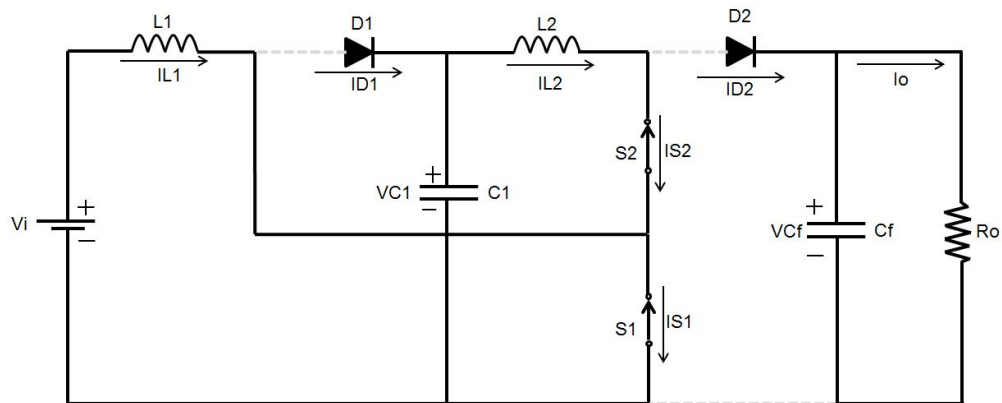 L1
D1
L2
D2
IL1
ID1
IL2
ID2
Io
S2
IS2
Vi
+
−
VC1
+
−
C1
VCf
+
−
Cf
Ro
S1
IS1